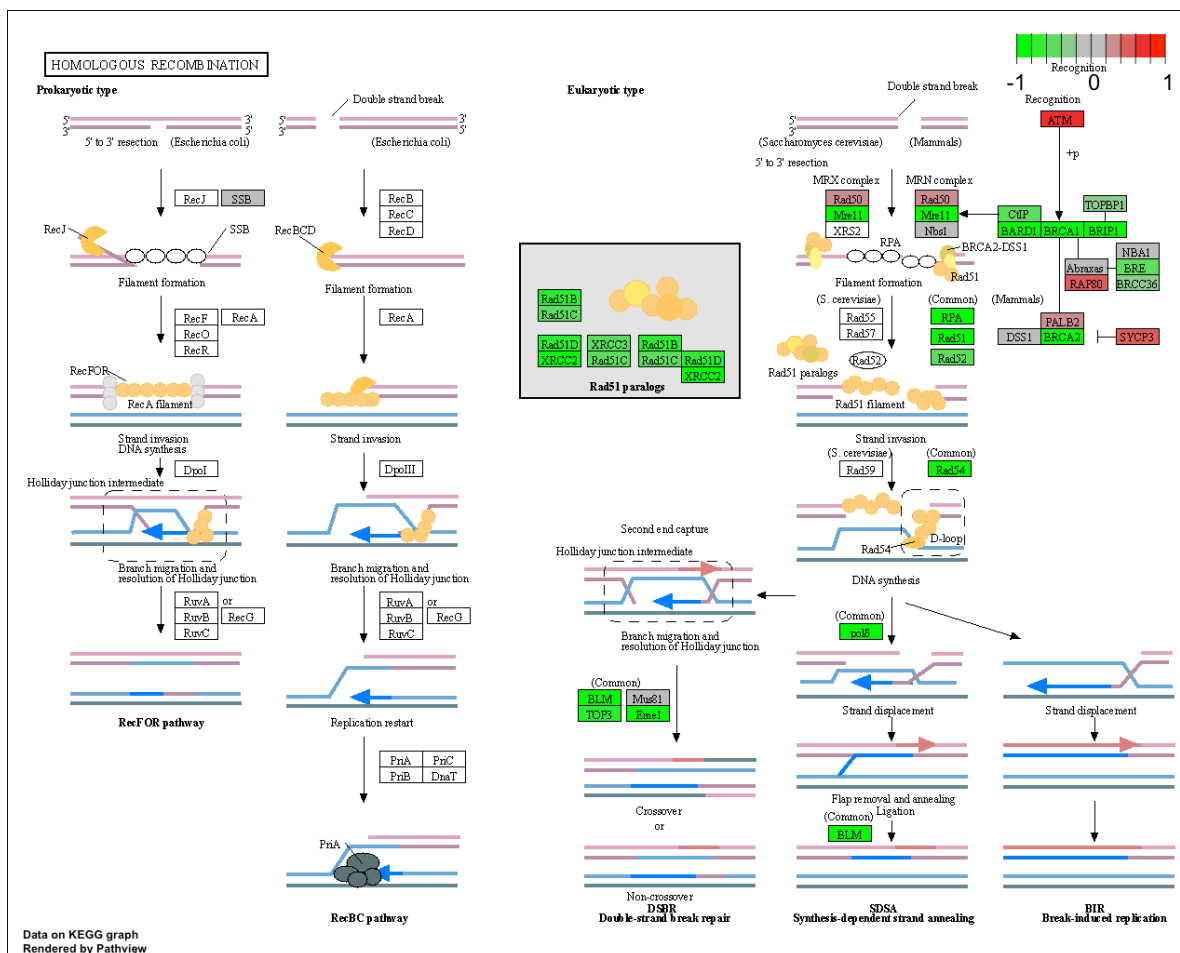 HOMOLOGOUS RECOMBINATION
Prokaryotic type
Double strand break
5' 3'
3' 5'
5' to 3' resection (Escherichia coli)
5' 3'
3' 5'
(Escherichia coli)
RecJ SSB
RecB
RecC
RecD
RecJ
SSB
RecBCD
Filament formation
Filament formation
RecF RecA
RecO
RecR
RecA
RecFOR
RecA filament
Strand invasion
DNA synthesis
Strand invasion
DpoI
DpoIII
Holliday junction intermediate
Branch migration and
resolution of Holliday junction
Branch migration and
resolution of Holliday junction
RuvA or
RuvB RecG
RuvC
RuvA or
RuvB RecG
RuvC
RecFOR pathway
Replication restart
PriA PriC
PriB DnaT
PriA
RecBC pathway
Eukaryotic type
Double strand break
5' 3'
3' 5'
(Saccharomyces cerevisiae) (Mammals)
5' to 3' resection
Recognition
-1 0 1
Recognition
ATM
+p
MRX complex
Rad50
Mre11
XRS2
MRN complex
Rad50
Mre11
Nbs1
CtIP
TOPBP1
BARD1 BRCA1 BRIP1
RPA
BRCA2-DSS1
Rad51
Abraxas
RAP80
NBA1
BRE
BRCC36
Filament formation
(S. cerevisiae)
Rad55
Rad57
Rad52
(Common)
RPA
Rad51
Rad52
(Mammals)
PALB2
DSS1 BRCA2
SYCP3
Rad51B
Rad51C
Rad51D
XRCC2
XRCC3
Rad51C
Rad51B
Rad51C Rad51D
XRCC2
Rad51 paralogs
Rad51 paralogs
Rad51 filament
Strand invasion
(S. cerevisiae)
Rad59
(Common)
Rad54
Rad54
D-loop
DNA synthesis
Second end capture
Holliday junction intermediate
Branch migration and
resolution of Holliday junction
(Common)
polδ
(Common)
BLM Mus81
TOP3 Eme1
Strand displacement
Strand displacement
Crossover
or
Non-crossover
Flap removal and annealing
Ligation
(Common)
BLM
DSBR
Double-strand break repair
SDSA
Synthesis-dependent strand annealing
BIR
Break-induced replication
Data on KEGG graph
Rendered by Pathview